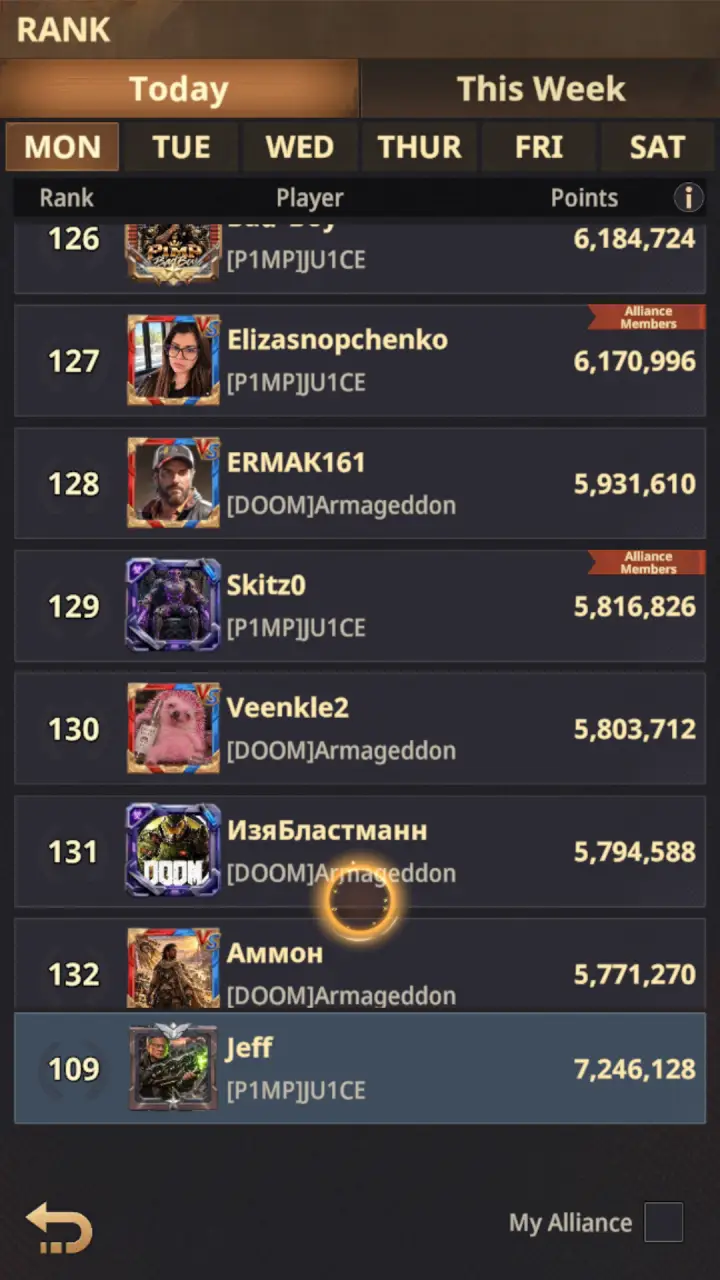 RANK
Today
This Week
MON
TUE
WED
THUR
FRI
SAT
Rank
Player
Points
126
[P1MP]JU1CE
6,184,724
127
Elizasnopchenko
[P1MP]JU1CE
Alliance
Members
6,170,996
128
ERMAK161
[DOOM]Armageddon
5,931,610
129
Skitz0
[P1MP]JU1CE
Alliance
Members
5,816,826
130
Veenkle2
[DOOM]Armageddon
5,803,712
131
DOOM
ИзяБластманн
[DOOM]Armageddon
5,794,588
132
Аммон
[DOOM]Armageddon
5,771,270
109
Jeff
[P1MP]JU1CE
7,246,128
My Alliance